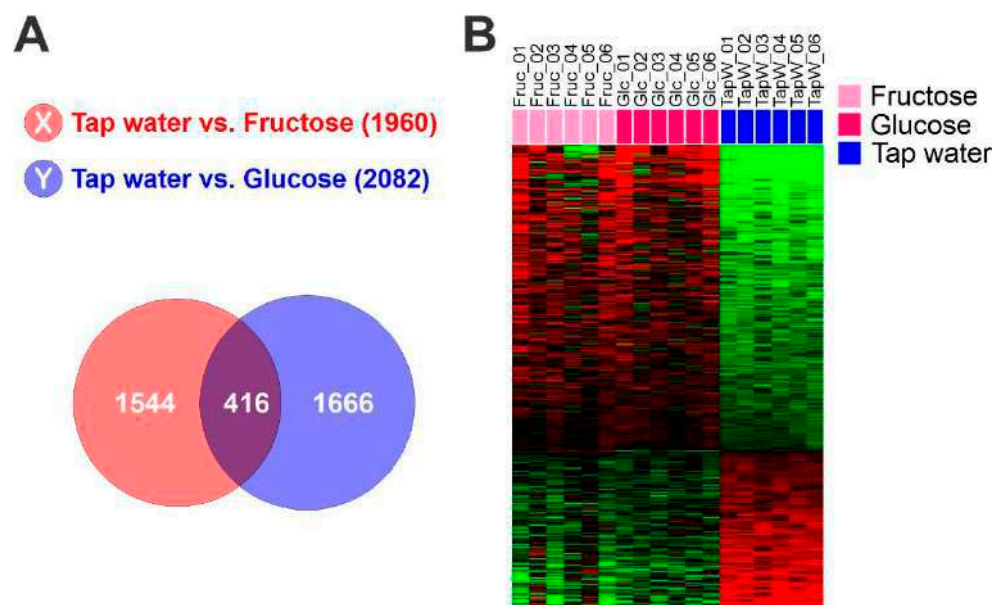 A
X Tap water vs. Fructose (1960)
Y Tap water vs. Glucose (2082)
1544 416 1666
B
Fruc_01 Fruc_02 Fruc_03 Fruc_04 Fruc_05 Fruc_06 Glc_01 Glc_02 Glc_03 Glc_04 Glc_05 Glc_06 TapW_01 TapW_02 TapW_03 TapW_04 TapW_05 TapW_06
Fructose
Glucose
Tap water